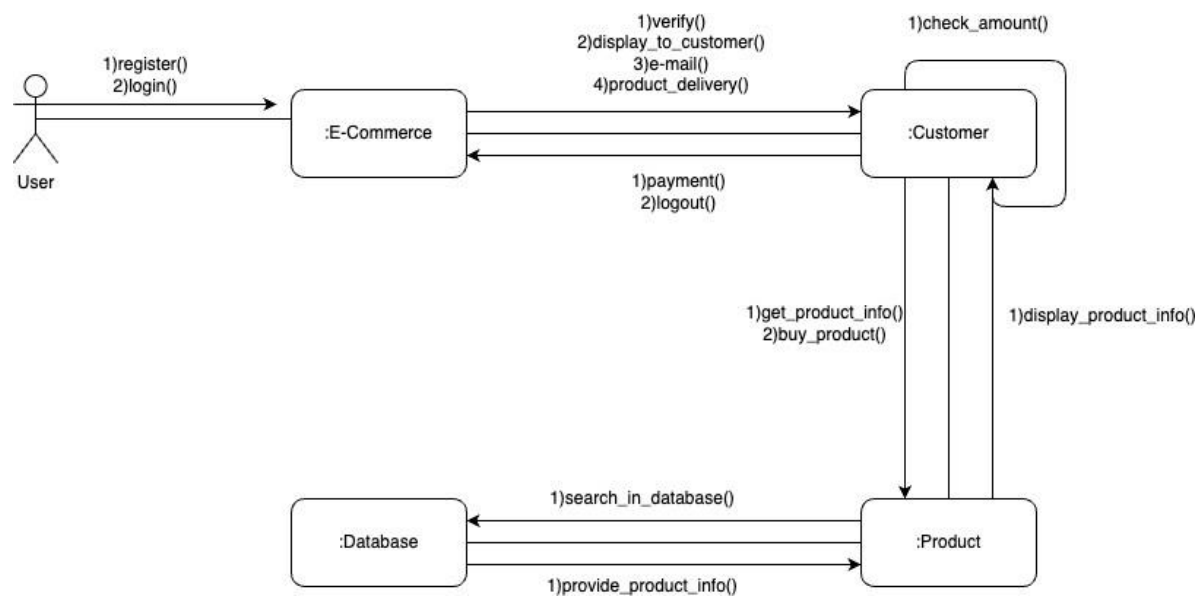 1)verify()
2)display_to_customer()
3)e-mail()
4)product_delivery()
1)check_amount()
1)register()
2)login()
:E-Commerce
:Customer
User
1)payment()
2)logout()
1)get_product_info()
2)buy_product()
1)display_product_info()
1)search_in_database()
:Database
:Product
1)provide_product_info()